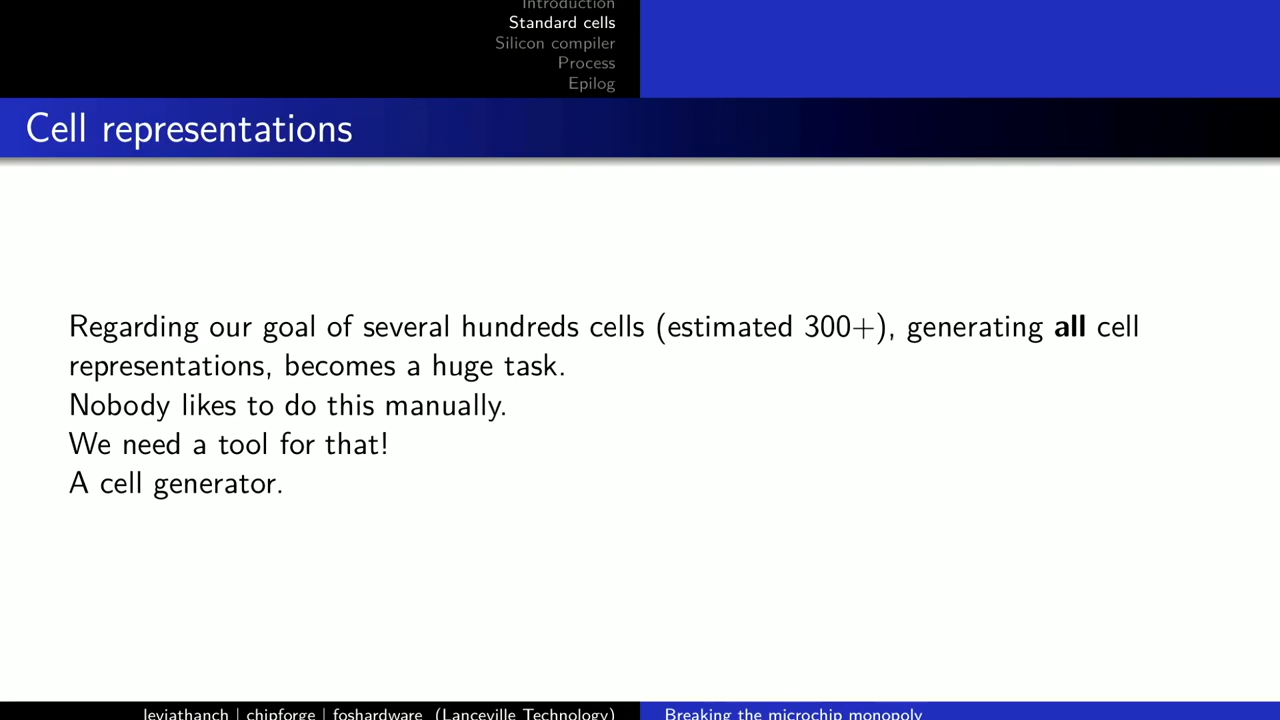 Introduction
Standard cells
Silicon compiler
Process
Epilog
Cell representations
Regarding our goal of several hundreds cells (estimated 300+), generating all cell
representations, becomes a huge task.
Nobody likes to do this manually.
We need a tool for that!
A cell generator.
leviathanch | chipforge | foshardware (Lanceville Technology)
Breaking the microchip monopoly